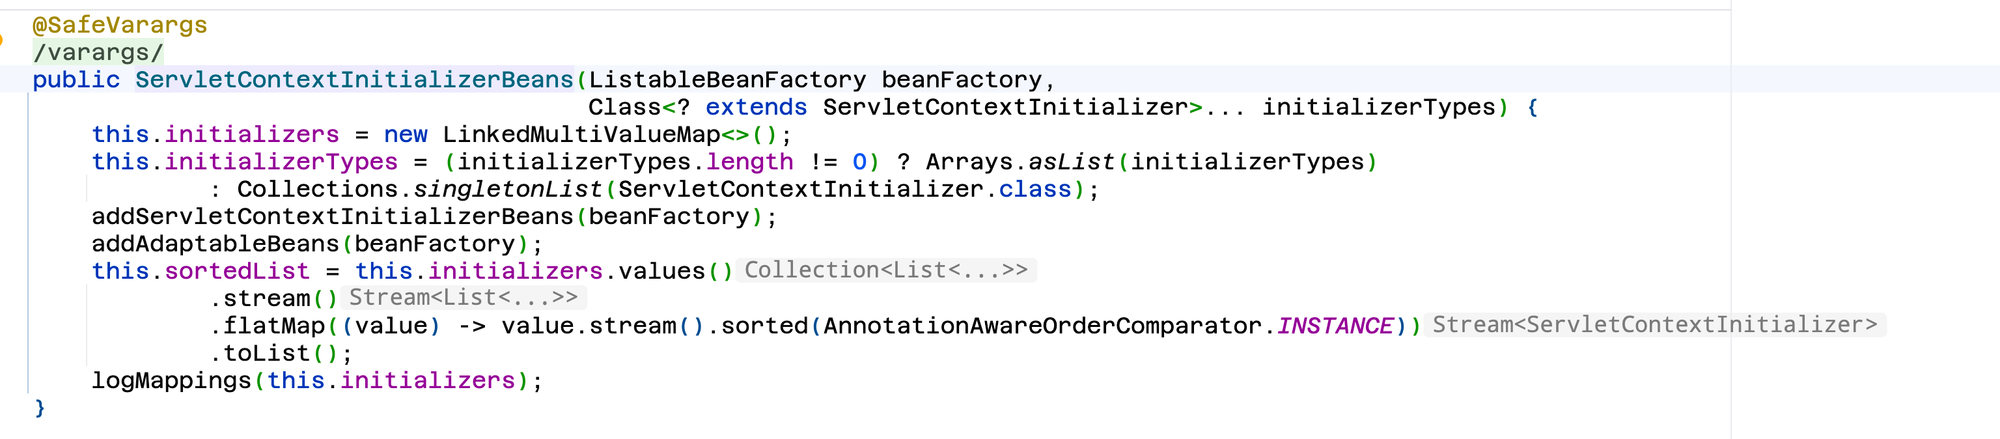 @SafeVarargs
/varargs/
public ServletContextInitializerBeans(ListableBeanFactory beanFactory,
Class<? extends ServletContextInitializer>... initializerTypes) {
this.initializers = new LinkedMultiValueMap<>();
this.initializerTypes = (initializerTypes.length != 0) ? Arrays.asList(initializerTypes)
: Collections.singletonList(ServletContextInitializer.class);
addServletContextInitializerBeans(beanFactory);
addAdaptableBeans(beanFactory);
this.sortedList = this.initializers.values() Collection<List<...>>
.stream() Stream<List<...>>
.flatMap((value) -> value.stream().sorted(AnnotationAwareOrderComparator.INSTANCE)) Stream<ServletContextInitializer>
.toList();
logMappings(this.initializers);
}